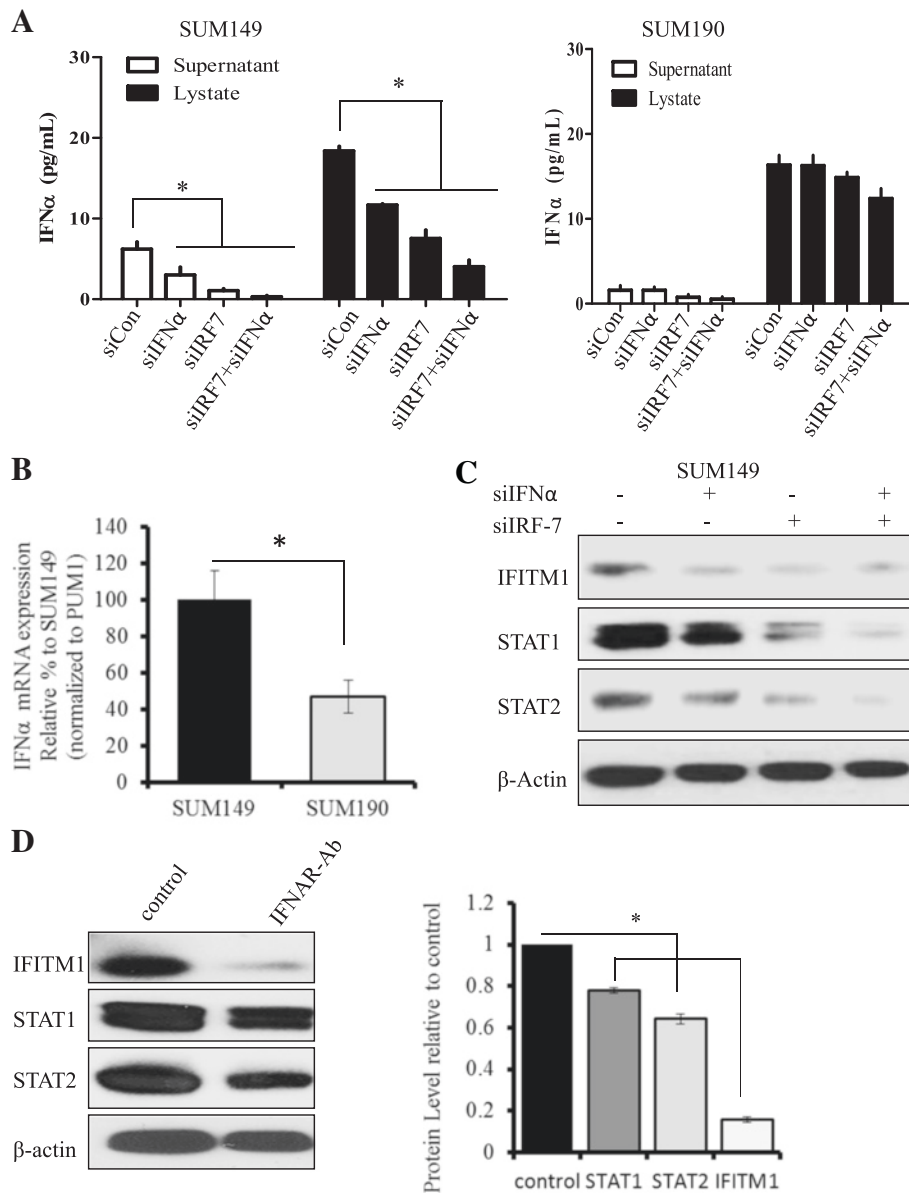 A
SUM149
SUM190
30
20
10
0
IFNα (pg/mL)
Supernatant
Lystate
*
*
siCon
siIFNα
siIRF7
siIRF7+siIFNα
siCon
siIFNα
siIRF7
siIRF7+siIFNα
30
20
10
0
IFNα (pg/mL)
Supernatant
Lystate
siCon
siIFNα
siIRF7
siIRF7+siIFNα
siCon
siIFNα
siIRF7
siIRF7+siIFNα
B
IFNα mRNA expression
Relative % to SUM149
(normalized to PUM1)
140
120
100
80
60
40
20
0
*
SUM149
SUM190
C
SUM149
siIFNα - + - +
siIRF-7 - - + +
IFITM1
STAT1
STAT2
β-Actin
D
control
IFNAR-Ab
IFITM1
STAT1
STAT2
β-actin
Protein Level relative to control
1.2
1
0.8
0.6
0.4
0.2
0
*
control STAT1 STAT2 IFITM1